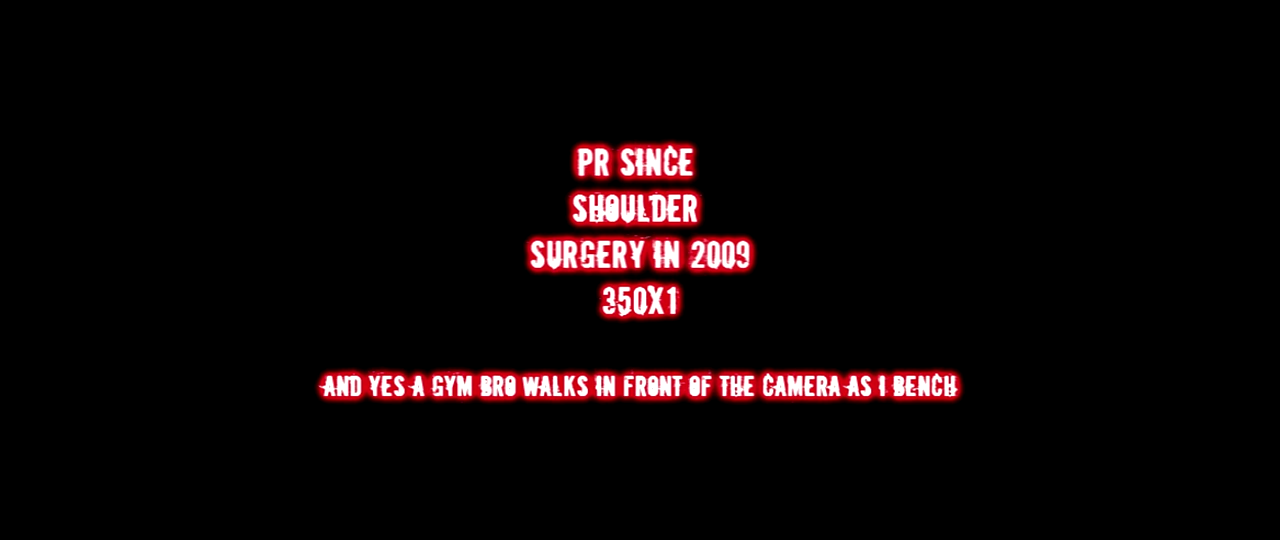 PR SINCE
SHOULDER
SURGERY IN 2009
350X1
AND YES A GYM BRO WALKS IN FRONT OF THE CAMERA AS I BENCH